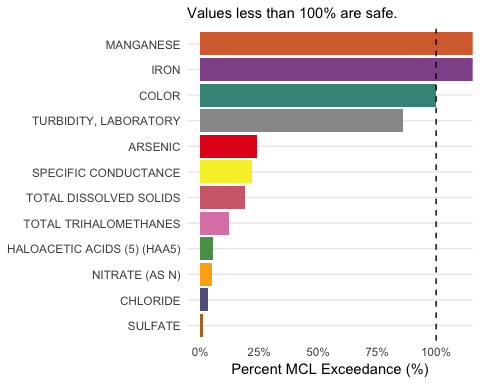 Values less than 100% are safe.
MANGANESE
IRON
COLOR
TURBIDITY, LABORATORY
ARSENIC
SPECIFIC CONDUCTANCE
TOTAL DISSOLVED SOLIDS
TOTAL TRIHALOMETHANES
HALOACETIC ACIDS (5) (HAA5)
NITRATE (AS N)
CHLORIDE
SULFATE
0% 25% 50% 75% 100%
Percent MCL Exceedance (%)